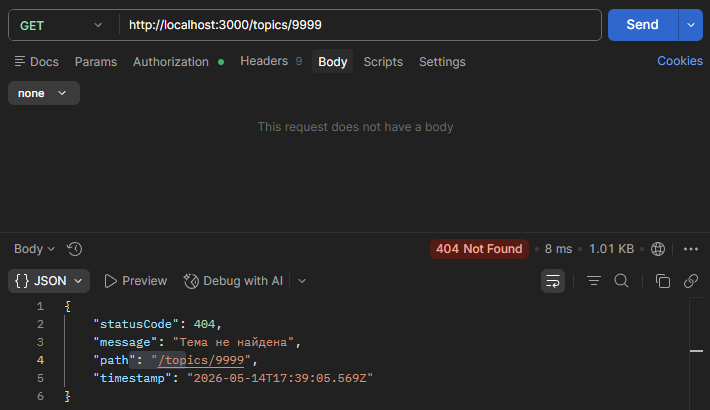 GET http://localhost:3000/topics/9999 Send
Docs Params Authorization Headers 9 Body Scripts Settings Cookies
none
This request does not have a body
Body 404 Not Found 8 ms 1.01 KB
{} JSON Preview Debug with AI
1 {
2 "statusCode": 404,
3 "message": "Тема не найдена",
4 "path": "/topics/9999",
5 "timestamp": "2026-05-14T17:39:05.569Z"
6 }